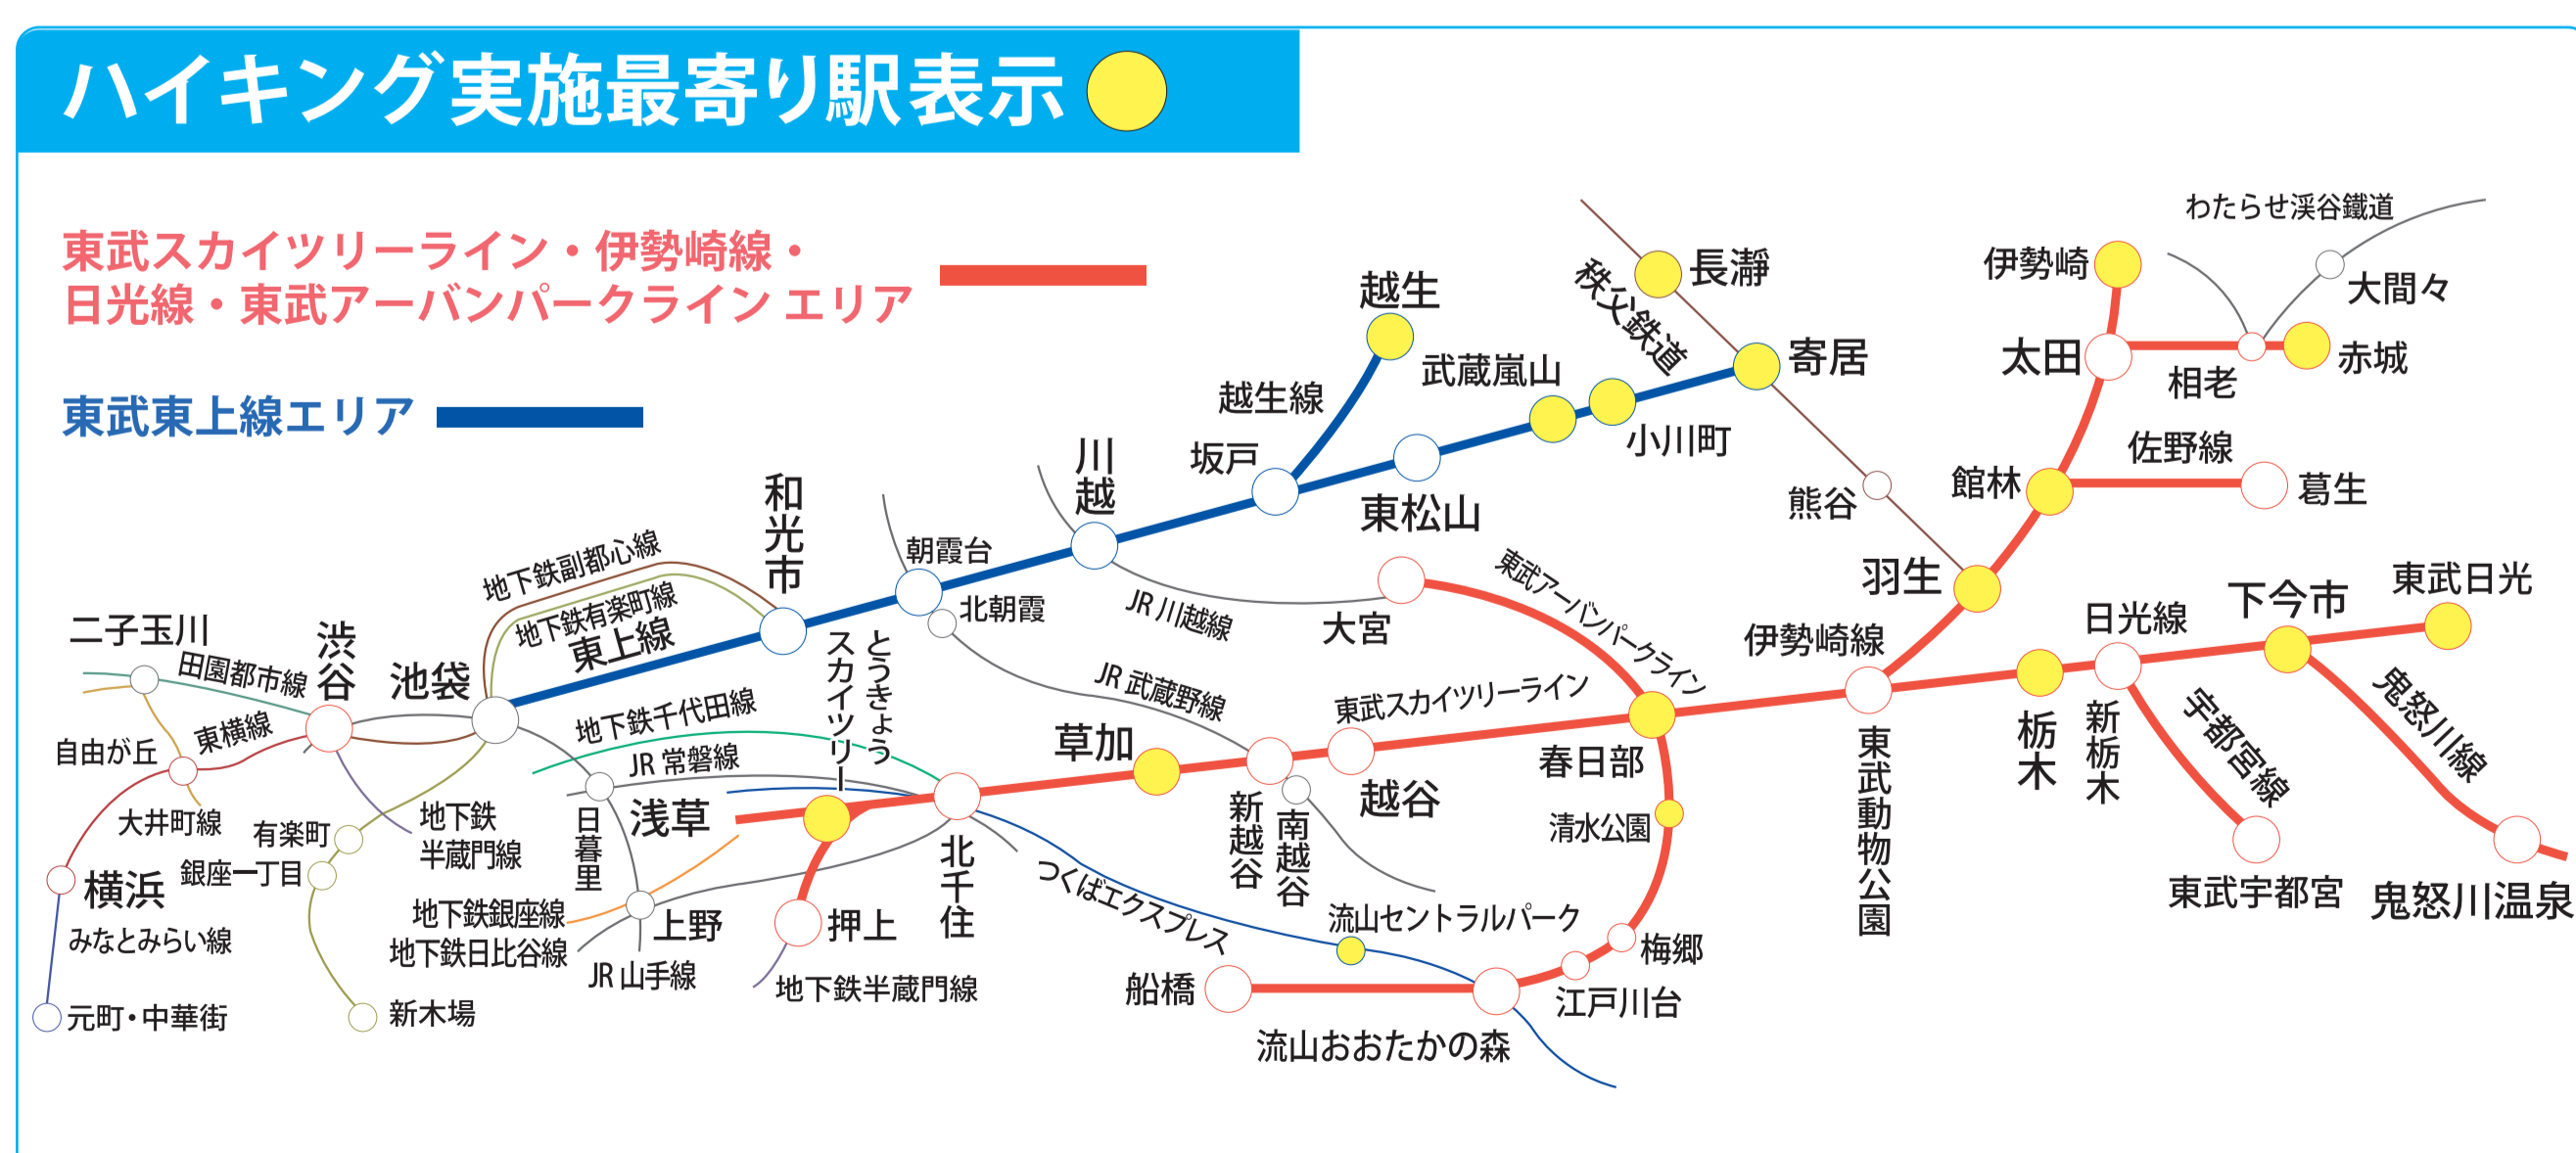 ハイキング実施最寄り駅表示
東武スカイツリーライン・伊勢崎線・
日光線・東武アーバンパークライン エリア
東武東上線エリア
わたらせ渓谷鐵道
伊勢崎
大間々
長瀞
秩父鉄道
越生
寄居
太田
相老
赤城
武蔵嵐山
越生線
小川町
佐野線
坂戸
川越
館林
葛生
熊谷
東松山
和光市
朝霞台
地下鉄副都心線
地下鉄有楽町線
東上線
北朝霞
JR 川越線
大宮
東武アーバンパークライン
羽生
伊勢崎線
日光線
下今市
東武日光
二子玉川
田園都市線
渋谷
池袋
とうきょう
スカイツリー
地下鉄千代田線
JR 武蔵野線
東武スカイツリーライン
自由が丘
東横線
JR 常磐線
草加
春日部
東武動物公園
栃木
新栃木
宇都宮線
鬼怒川線
大井町線
有楽町
地下鉄
半蔵門線
日暮里
浅草
新越谷
南越谷
越谷
清水公園
銀座一丁目
横浜
北千住
みなとみらい線
地下鉄銀座線
上野
押上
つくばエクスプレス
流山セントラルパーク
東武宇都宮
鬼怒川温泉
地下鉄日比谷線
JR 山手線
地下鉄半蔵門線
船橋
梅郷
江戸川台
元町・中華街
新木場
流山おおたかの森